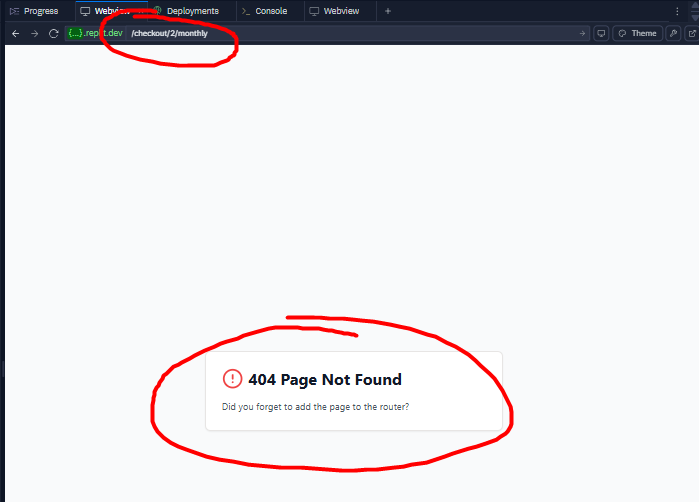 Progress Webview Deployments Console Webview
{...}.replit.dev /checkout/2/monthly Theme
404 Page Not Found
Did you forget to add the page to the router?